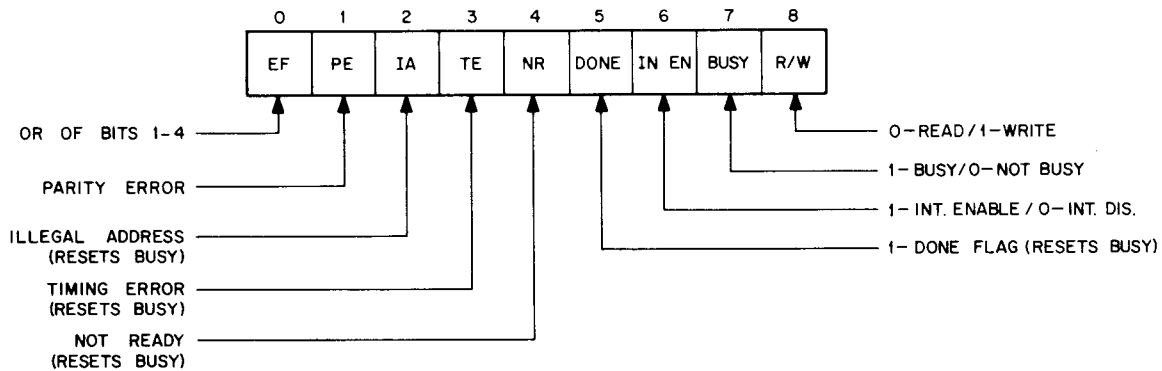 0 1 2 3 4 5 6 7 8
EF PE IA TE NR DONE IN EN BUSY R/W
OR OF BITS 1-4
PARITY ERROR
ILLEGAL ADDRESS
(RESETS BUSY)
TIMING ERROR
(RESETS BUSY)
NOT READY
(RESETS BUSY)
0-READ/1-WRITE
1-BUSY/0-NOT BUSY
1-INT. ENABLE / 0-INT. DIS.
1- DONE FLAG (RESETS BUSY)